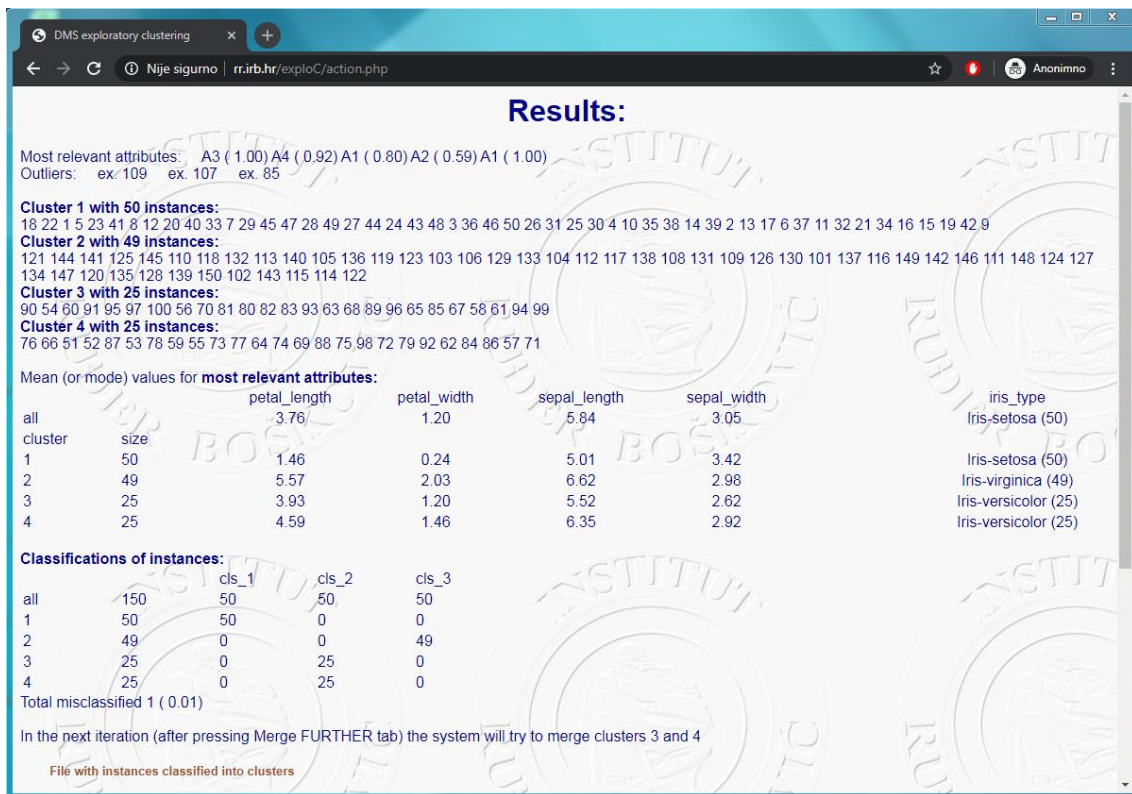 DMS exploratory clustering
Nije sigurno | rr.irb.hr/exploC/action.php
Anonimno
Results:
Most relevant attributes: A3 ( 1.00) A4 ( 0.92) A1 ( 0.80) A2 ( 0.59) A1 ( 1.00)
Outliers: ex. 109 ex. 107 ex. 85
Cluster 1 with 50 instances:
18 22 1 5 23 41 8 12 20 40 33 7 29 45 47 28 49 27 44 24 43 48 3 36 46 50 26 31 25 30 4 10 35 38 14 39 2 13 17 6 37 11 32 21 34 16 15 19 42 9
Cluster 2 with 49 instances:
121 144 141 125 145 110 118 132 113 140 105 136 119 123 103 106 129 133 104 112 117 138 108 131 109 126 130 101 137 116 149 142 146 111 148 124 127
134 147 120 135 128 139 150 102 143 115 114 122
Cluster 3 with 25 instances:
90 54 60 91 95 97 100 56 70 81 80 82 83 93 63 68 89 96 65 85 67 58 61 94 99
Cluster 4 with 25 instances:
76 66 51 52 87 53 78 59 55 73 77 64 74 69 88 75 98 72 79 92 62 84 86 57 71
Mean (or mode) values for most relevant attributes:
petal_length petal_width sepal_length sepal_width iris_type
all 3.76 1.20 5.84 3.05 Iris-setosa (50)
cluster size
1 50 1.46 0.24 5.01 3.42 Iris-setosa (50)
2 49 5.57 2.03 6.62 2.98 Iris-virginica (49)
3 25 3.93 1.20 5.52 2.62 Iris-versicolor (25)
4 25 4.59 1.46 6.35 2.92 Iris-versicolor (25)
Classifications of instances:
cls_1 cls_2 cls_3
all 150 50 50 50
1 50 50 0 0
2 49 0 0 49
3 25 0 25 0
4 25 0 25 0
Total misclassified 1 ( 0.01)
In the next iteration (after pressing Merge FURTHER tab) the system will try to merge clusters 3 and 4
File with instances classified into clusters
INSTITUT
RUĐER BOŠKOVIĆ